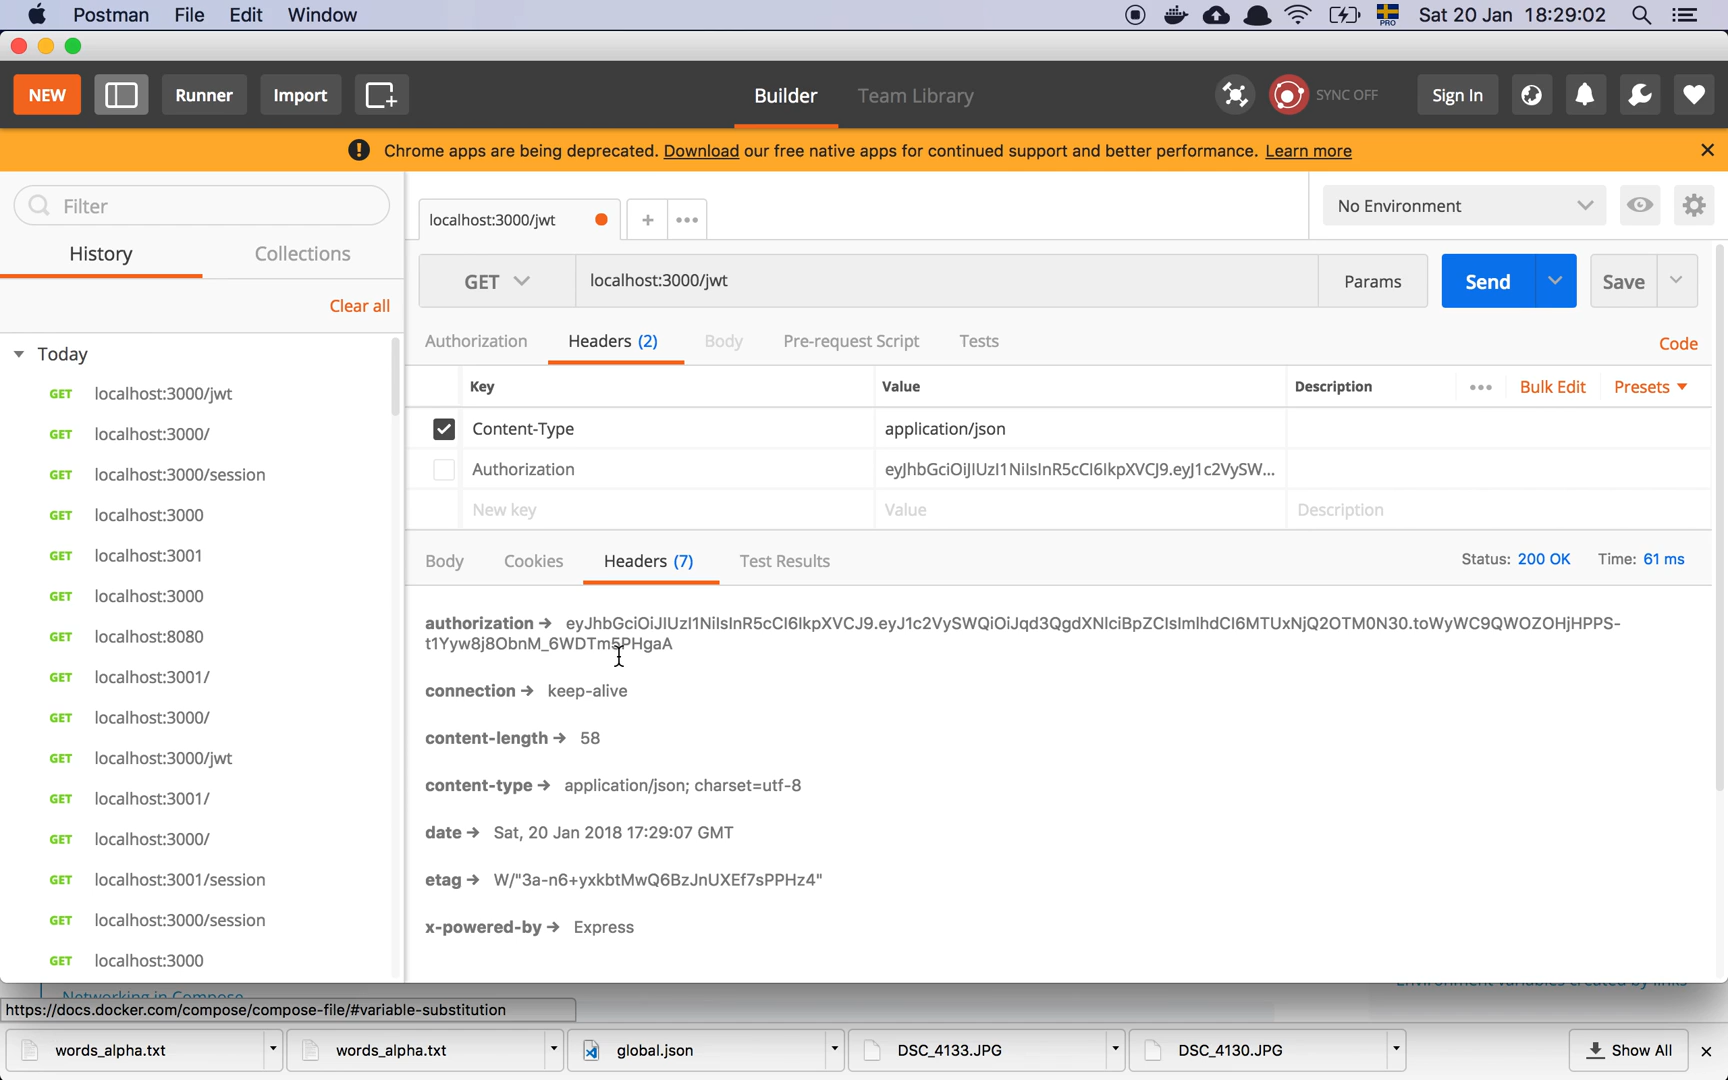 Postman File Edit Window
PRO Sat 20 Jan 18:29:02
NEW Runner Import Builder Team Library SYNC OFF Sign In
Chrome apps are being deprecated. Download our free native apps for continued support and better performance. Learn more
Filter
localhost:3000/jwt
No Environment
History Collections
GET localhost:3000/jwt Params Send Save
Clear all
Authorization Headers (2) Body Pre-request Script Tests Code
Today
Key Value Description Bulk Edit Presets
Content-Type application/json
Authorization eyJhbGciOiJIUzI1NiIsInR5cCI6IkpXVCJ9.eyJ1c2VySW...
New key Value Description
GET localhost:3000/jwt
GET localhost:3000/
GET localhost:3000/session
GET localhost:3000
GET localhost:3001
GET localhost:3000
GET localhost:8080
GET localhost:3001/
GET localhost:3000/
GET localhost:3000/jwt
GET localhost:3001/
GET localhost:3000/
GET localhost:3001/session
GET localhost:3000/session
GET localhost:3000
Body Cookies Headers (7) Test Results Status: 200 OK Time: 61 ms
authorization → eyJhbGciOiJIUzI1NiIsInR5cCI6IkpXVCJ9.eyJ1c2VySWQiOiJqd3QgdXNlciBpZCIsImlhdCI6MTUxNjQ2OTM0N30.toWyWC9QWOZOHjHPPS-
t1Yyw8j8ObnM_6WDTm5PHgaA
connection → keep-alive
content-length → 58
content-type → application/json; charset=utf-8
date → Sat, 20 Jan 2018 17:29:07 GMT
etag → W/"3a-n6+yxkbtMwQ6BzJnUXEf7sPPHz4"
x-powered-by → Express
Networking in Compose
Environment variables created by links
https://docs.docker.com/compose/compose-file/#variable-substitution
words_alpha.txt words_alpha.txt global.json DSC_4133.JPG DSC_4130.JPG Show All